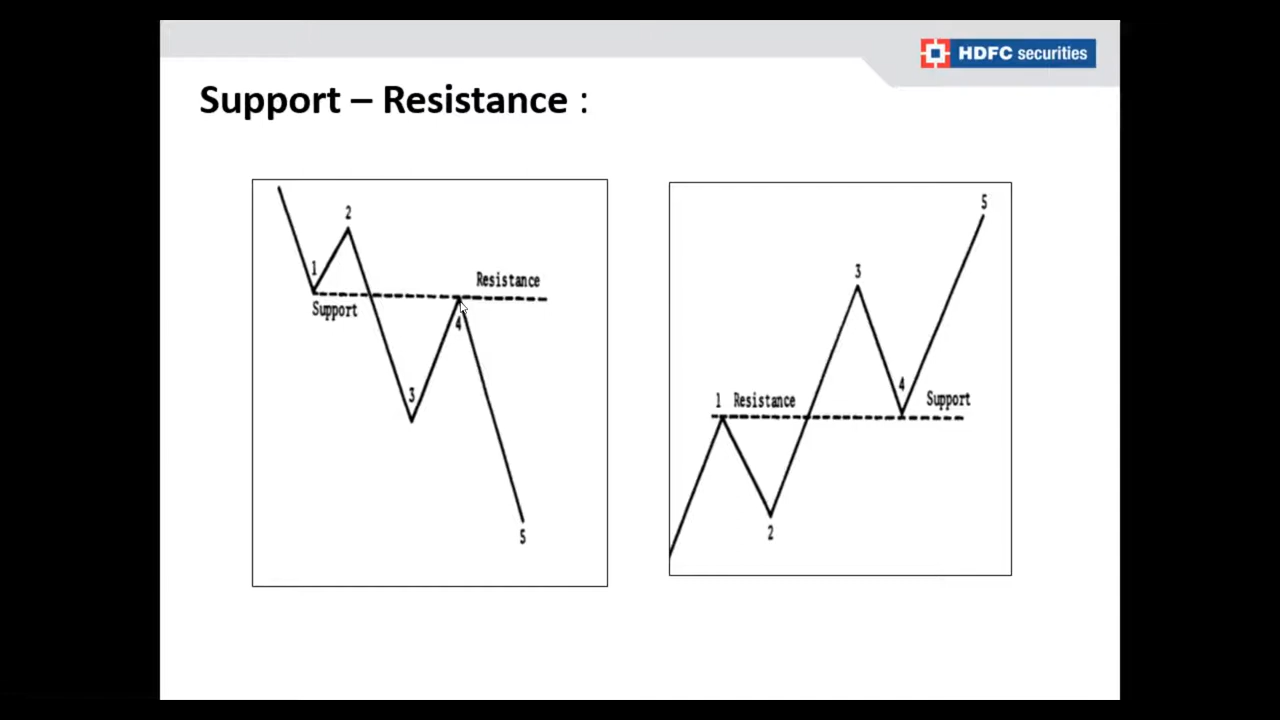 HDFC securities
Support – Resistance :
2
1
Resistance
Support
4
3
5
5
3
4
1 Resistance
Support
2